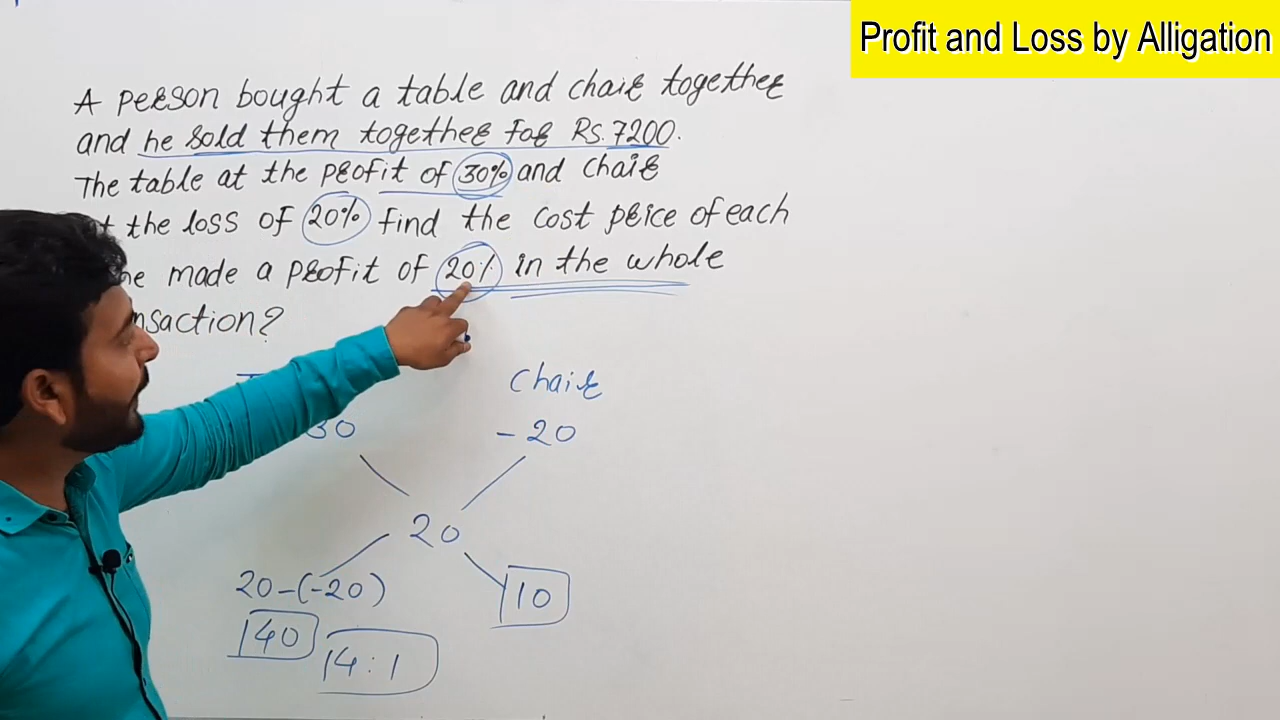 Profit and Loss by Alligation
A person bought a table and chair together
and he sold them together for Rs. 7200.
The table at the profit of 30% and chair
the loss of 20% find the cost price of each
made a profit of 20% in the whole
nsaction?
T Chair
30 -20
20
20-(-20) 10
140
14:1